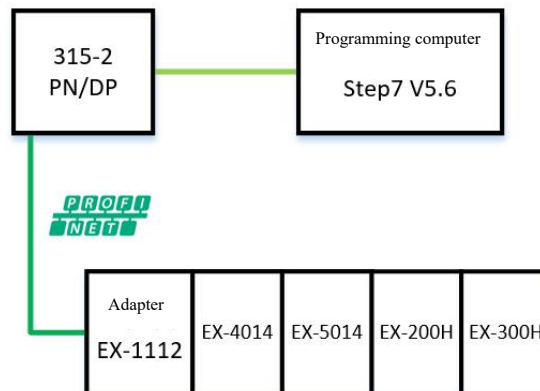 315-2
PN/DP
Programming computer
Step7 V5.6
PROFI
NET
Adapter
EX-1112
EX-4014
EX-5014
EX-200H
EX-300H